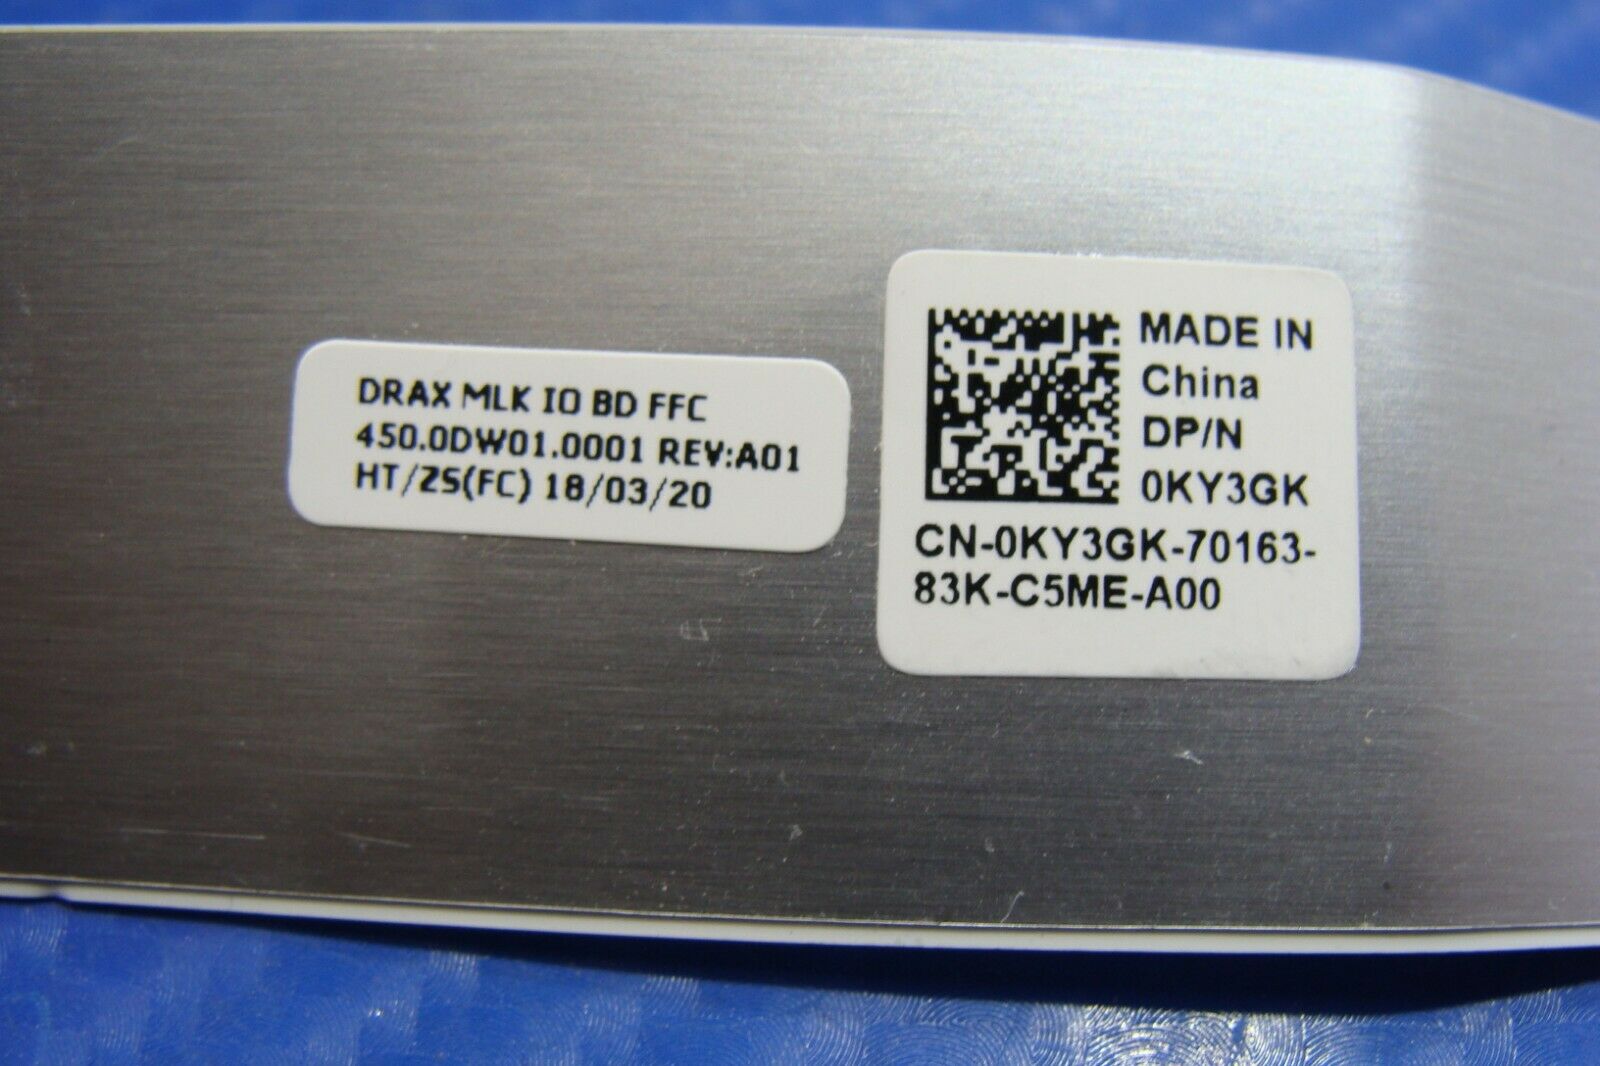 DRAX MLK IO BD FFC
450.0DW01.0001 REV:A01
HT/ZS(FC) 18/03/20
MADE IN
China
DP/N
0KY3GK
CN-0KY3GK-70163-
83K-C5ME-A00